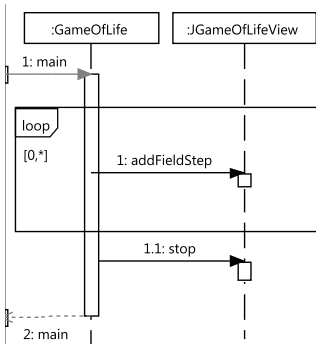 :GameOfLife
:JGameOfLifeView
1: main
loop
[0,*]
1: addFieldStep
1.1: stop
2: main